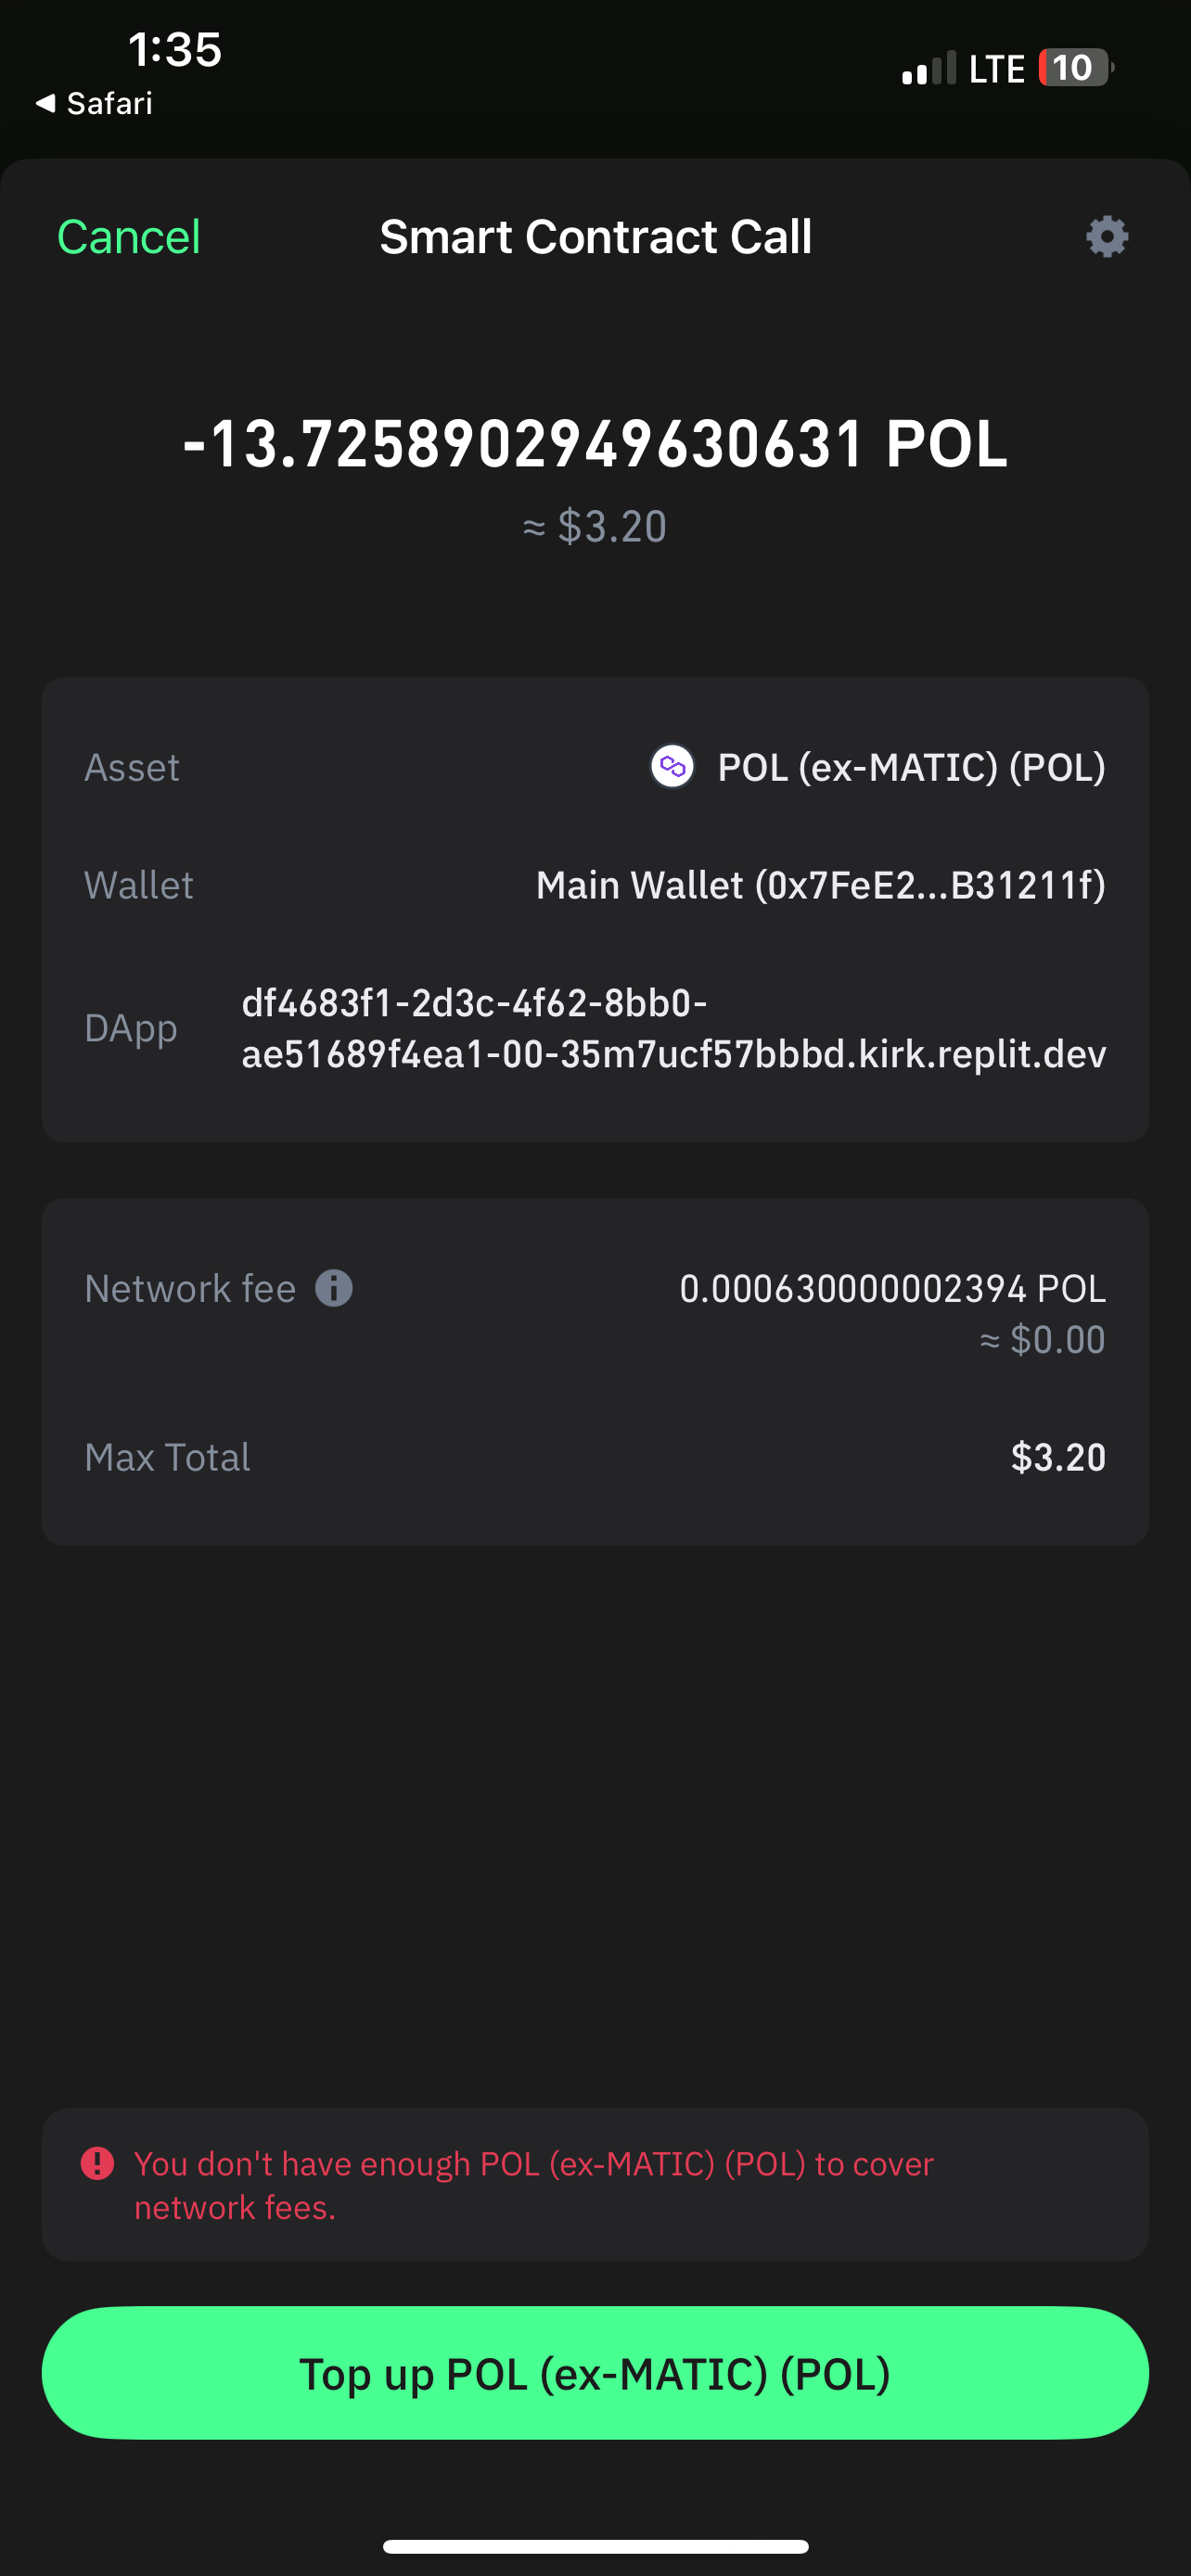 1:35
LTE 10
◀ Safari
Cancel
Smart Contract Call
-13.7258902949630631 POL
≈ $3.20
Asset
POL (ex-MATIC) (POL)
Wallet
Main Wallet (0x7FeE2...B31211f)
DApp
df4683f1-2d3c-4f62-8bb0-
ae51689f4ea1-00-35m7ucf57bbbd.kirk.replit.dev
Network fee
0.000630000002394 POL
≈ $0.00
Max Total
$3.20
You don't have enough POL (ex-MATIC) (POL) to cover
network fees.
Top up POL (ex-MATIC) (POL)